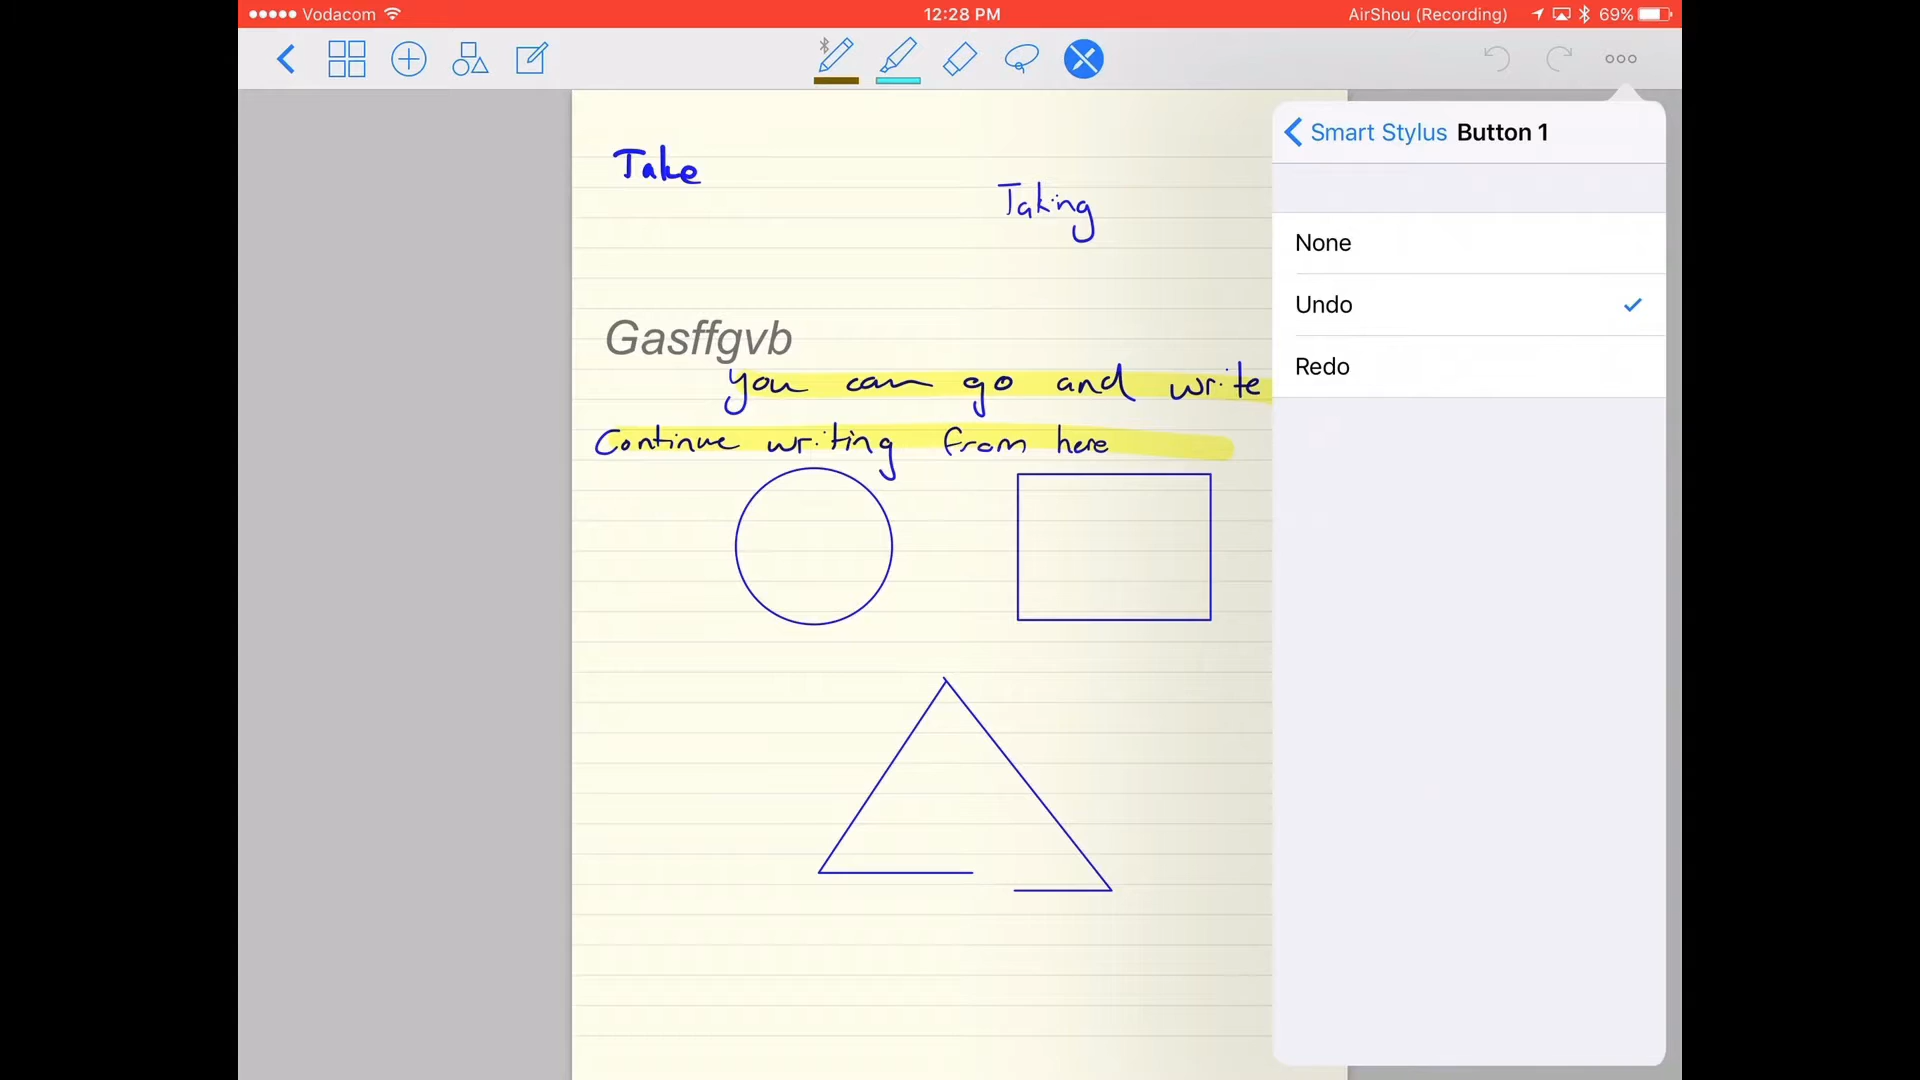 ●●●●● Vodacom 12:28 PM AirShou (Recording) 69%
Smart Stylus Button 1
None
Undo
Redo
Take
Taking
Gasffgvb
you can go and write
Continue writing from here